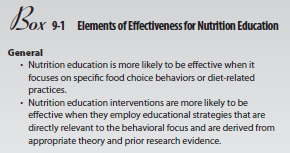 Box 9-1 Elements of Effectiveness for Nutrition Education
General
• Nutrition education is more likely to be effective when it
focuses on specific food choice behaviors or diet-related
practices.
• Nutrition education interventions are more likely to be
effective when they employ educational strategies that are
directly relevant to the behavioral focus and are derived from
appropriate theory and prior research evidence.